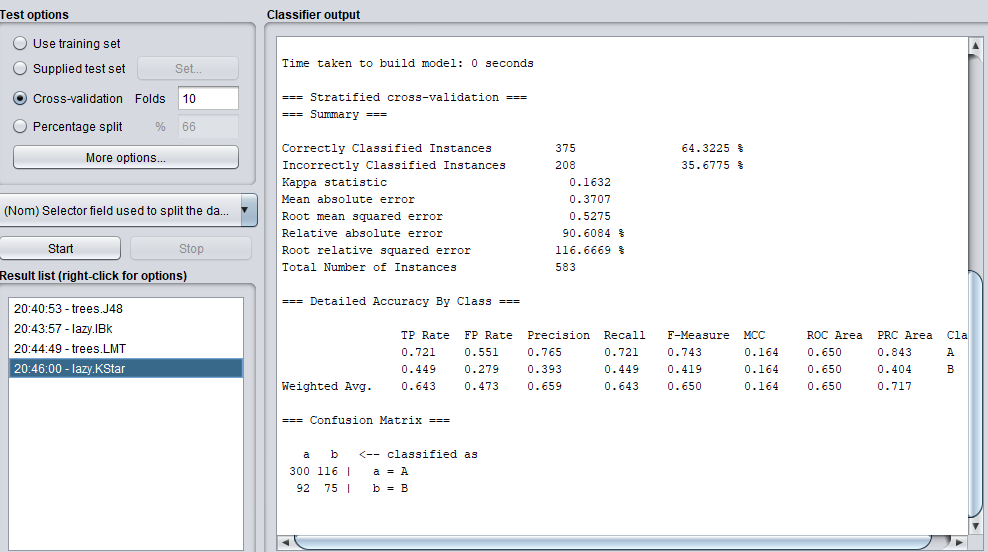 Test options
Use training set
Supplied test set Set...
Cross-validation Folds 10
Percentage split % 66
More options...
(Nom) Selector field used to split the da...
Start Stop
Result list (right-click for options)
20:40:53 - trees.J48
20:43:57 - lazy.IBk
20:44:49 - trees.LMT
20:46:00 - lazy.KStar
Classifier output
Time taken to build model: 0 seconds
=== Stratified cross-validation ===
=== Summary ===
Correctly Classified Instances 375 64.3225 %
Incorrectly Classified Instances 208 35.6775 %
Kappa statistic 0.1632
Mean absolute error 0.3707
Root mean squared error 0.5275
Relative absolute error 90.6084 %
Root relative squared error 116.6669 %
Total Number of Instances 583
=== Detailed Accuracy By Class ===
TP Rate FP Rate Precision Recall F-Measure MCC ROC Area PRC Area Cla
0.721 0.551 0.765 0.721 0.743 0.164 0.650 0.843 A
0.449 0.279 0.393 0.449 0.419 0.164 0.650 0.404 B
Weighted Avg. 0.643 0.473 0.659 0.643 0.650 0.164 0.650 0.717
=== Confusion Matrix ===
a b <-- classified as
300 116 | a = A
92 75 | b = B